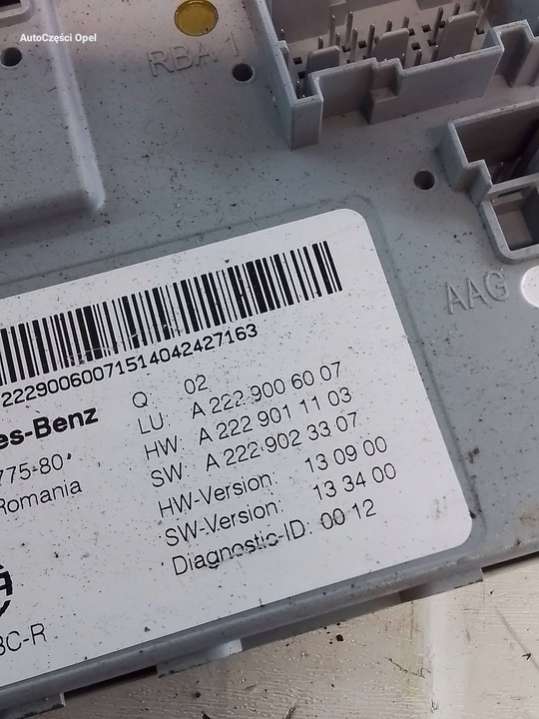 AutoCzęści Opel
RBA 1
AAG
22290060071514042427163
Q 02
LU: A 222 900 60 07
HW: A 222 901 11 03
SW: A 222 902 33 07
HW-Version: 13 09 00
SW-Version: 13 34 00
Diagnostic-ID: 00 12
es-Benz
775-80
Romania
BC-R